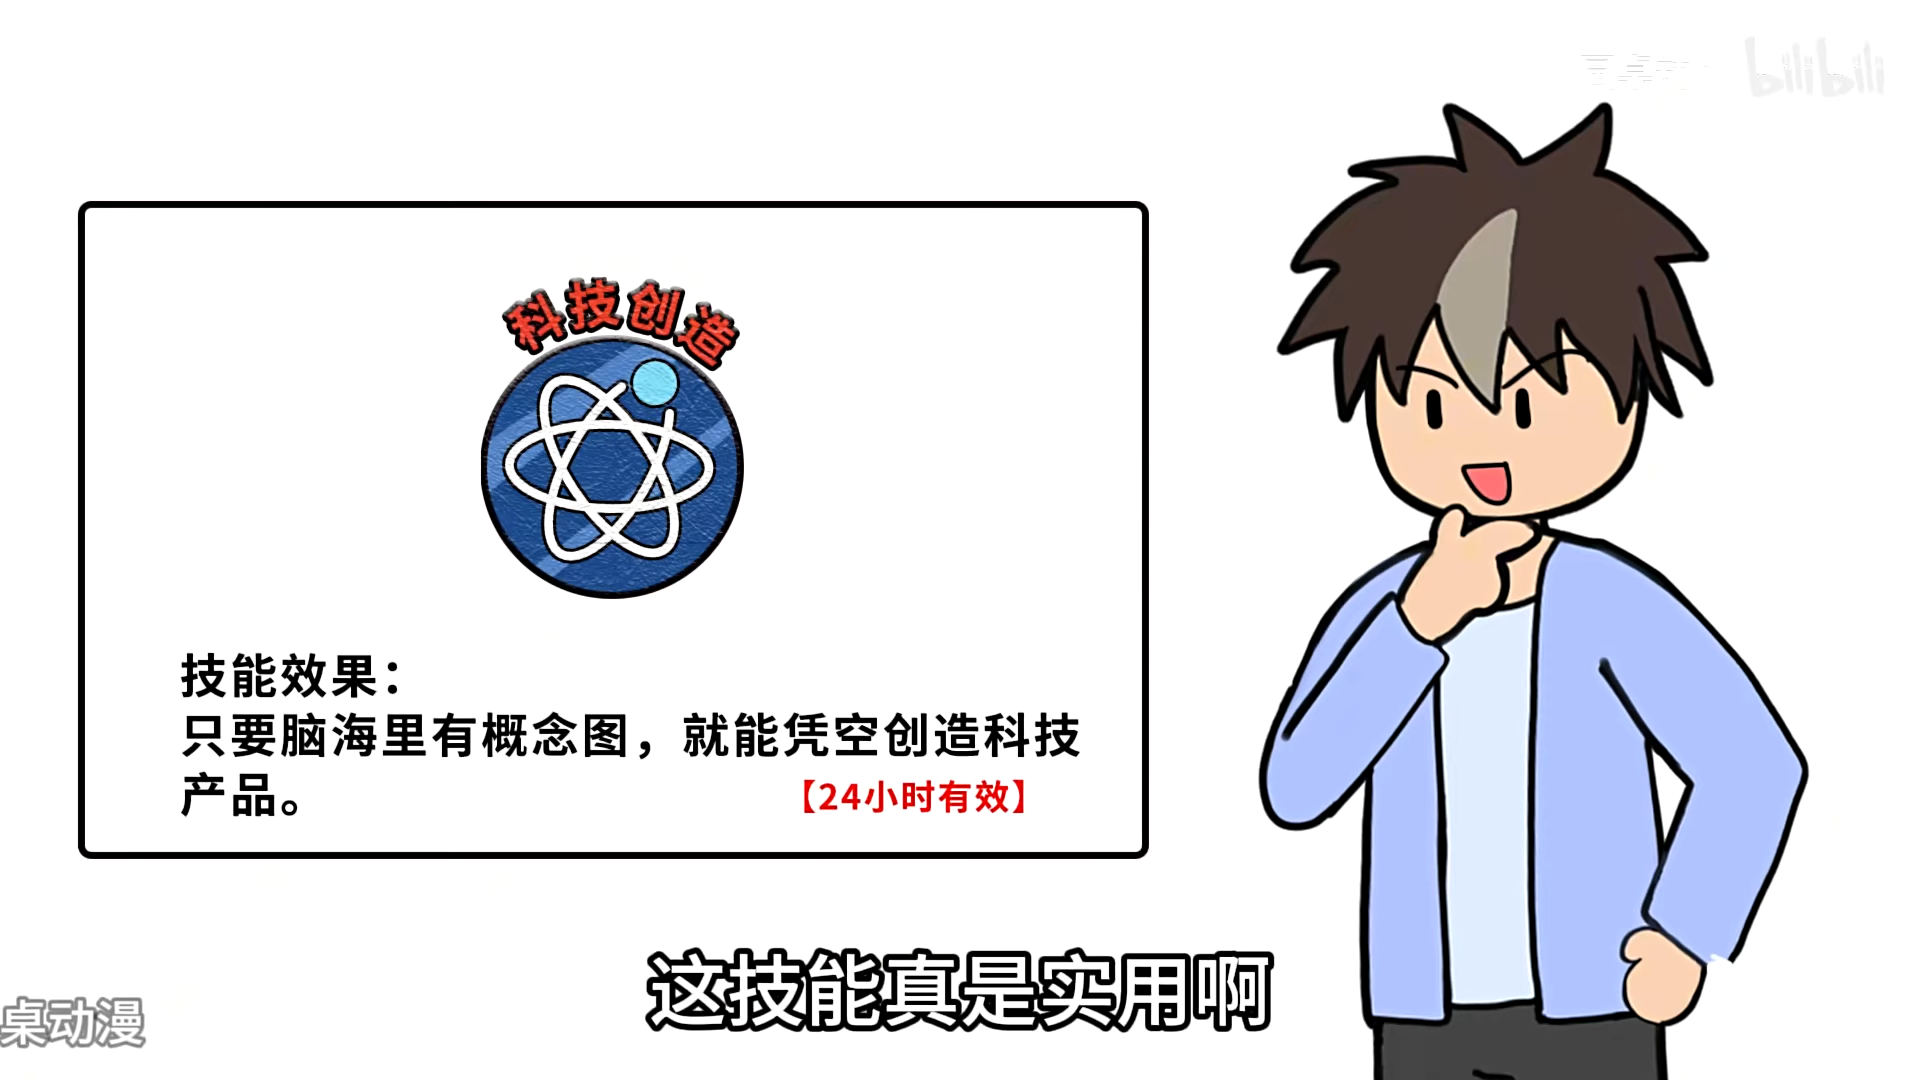 bilibili
科技创造
技能效果：
只要脑海里有概念图，就能凭空创造科技
产品。
【24小时有效】
这技能真是实用啊
桌动漫